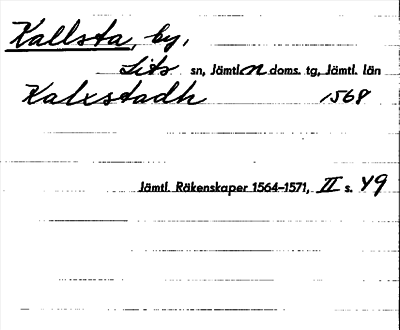 Kallsta, by,
Lits sn, Jämtl. n doms. tg, Jämtl. län
Kalxstadh 1568
Jämtl. Räkenskaper 1564–1571, II s. 49